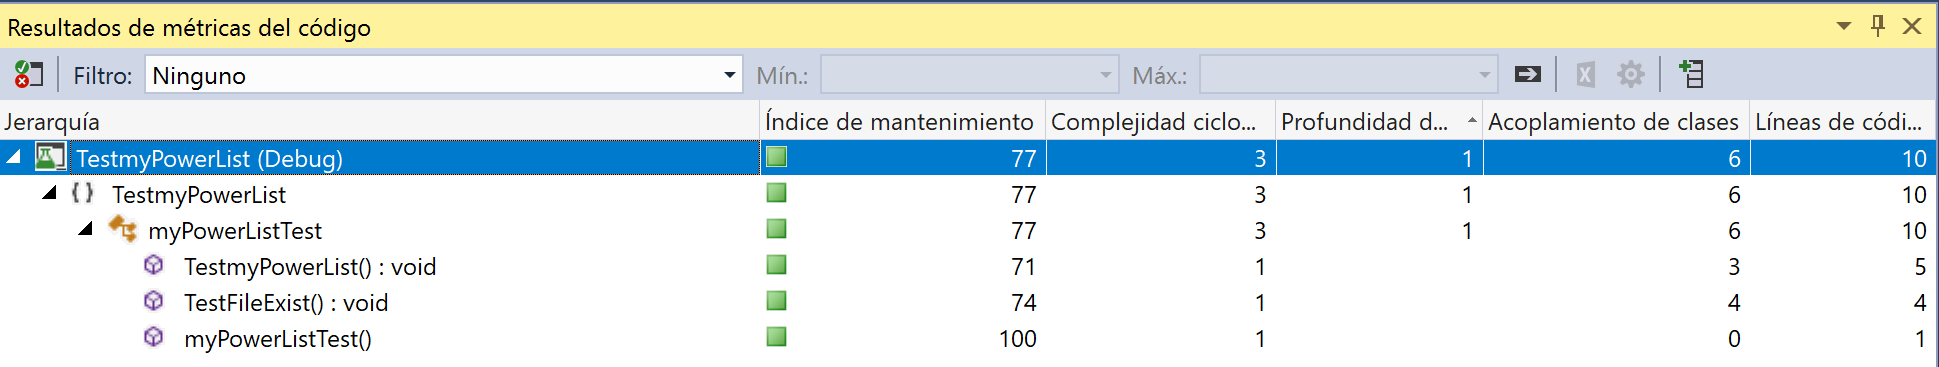 Resultados de métricas del código
Filtro: Ninguno Mín.: Máx.:
Jerarquía Índice de mantenimiento Complejidad ciclo... Profundidad d... Acoplamiento de clases Líneas de códi...
TestmyPowerList (Debug) 77 3 1 6 10
TestmyPowerList 77 3 1 6 10
myPowerListTest 77 3 1 6 10
TestmyPowerList() : void 71 1 3 5
TestFileExist() : void 74 1 4 4
myPowerListTest() 100 1 0 1